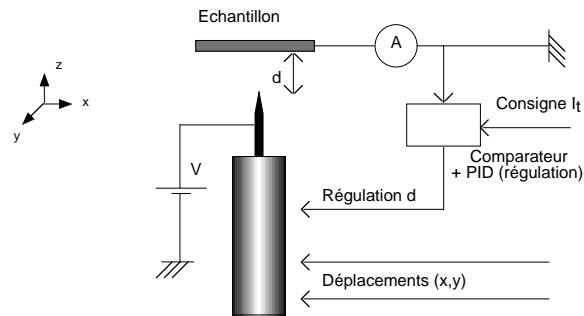 Echantillon
A
d
z
x
y
Consigne It
V
Comparateur
+ PID (régulation)
Régulation d
Déplacements (x,y)